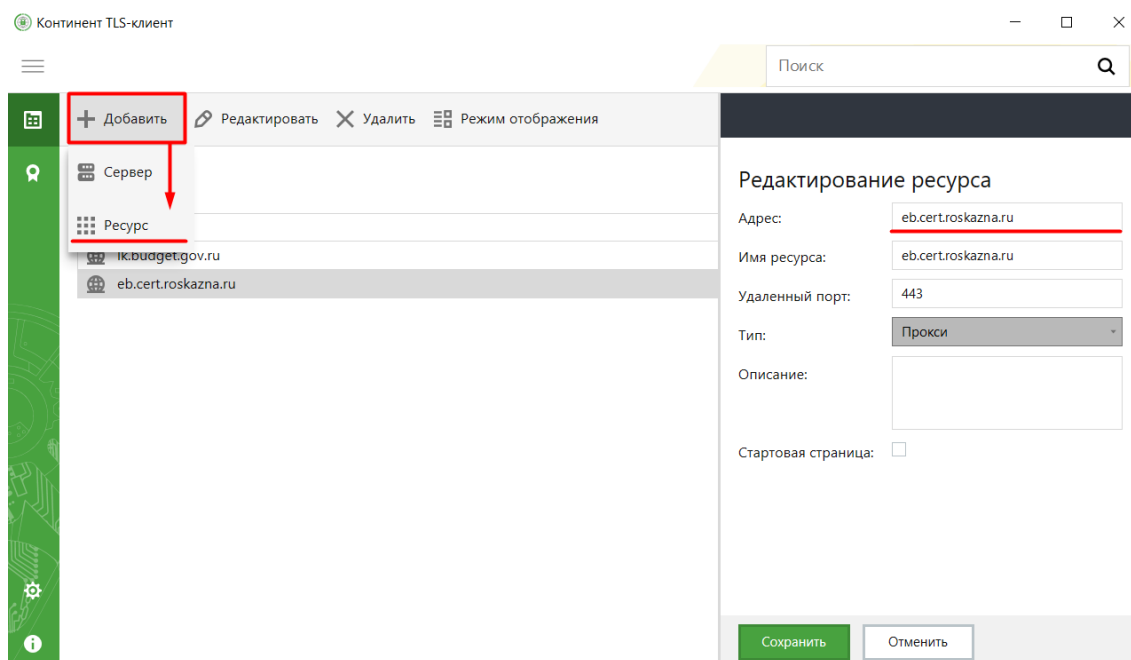 Континент TLS-клиент
Поиск
Добавить Редактировать Удалить Режим отображения
Сервер
Ресурс
lk.budget.gov.ru
eb.cert.roskazna.ru
Редактирование ресурса
Адрес: eb.cert.roskazna.ru
Имя ресурса: eb.cert.roskazna.ru
Удаленный порт: 443
Тип: Прокси
Описание:
Стартовая страница:
Сохранить Отменить